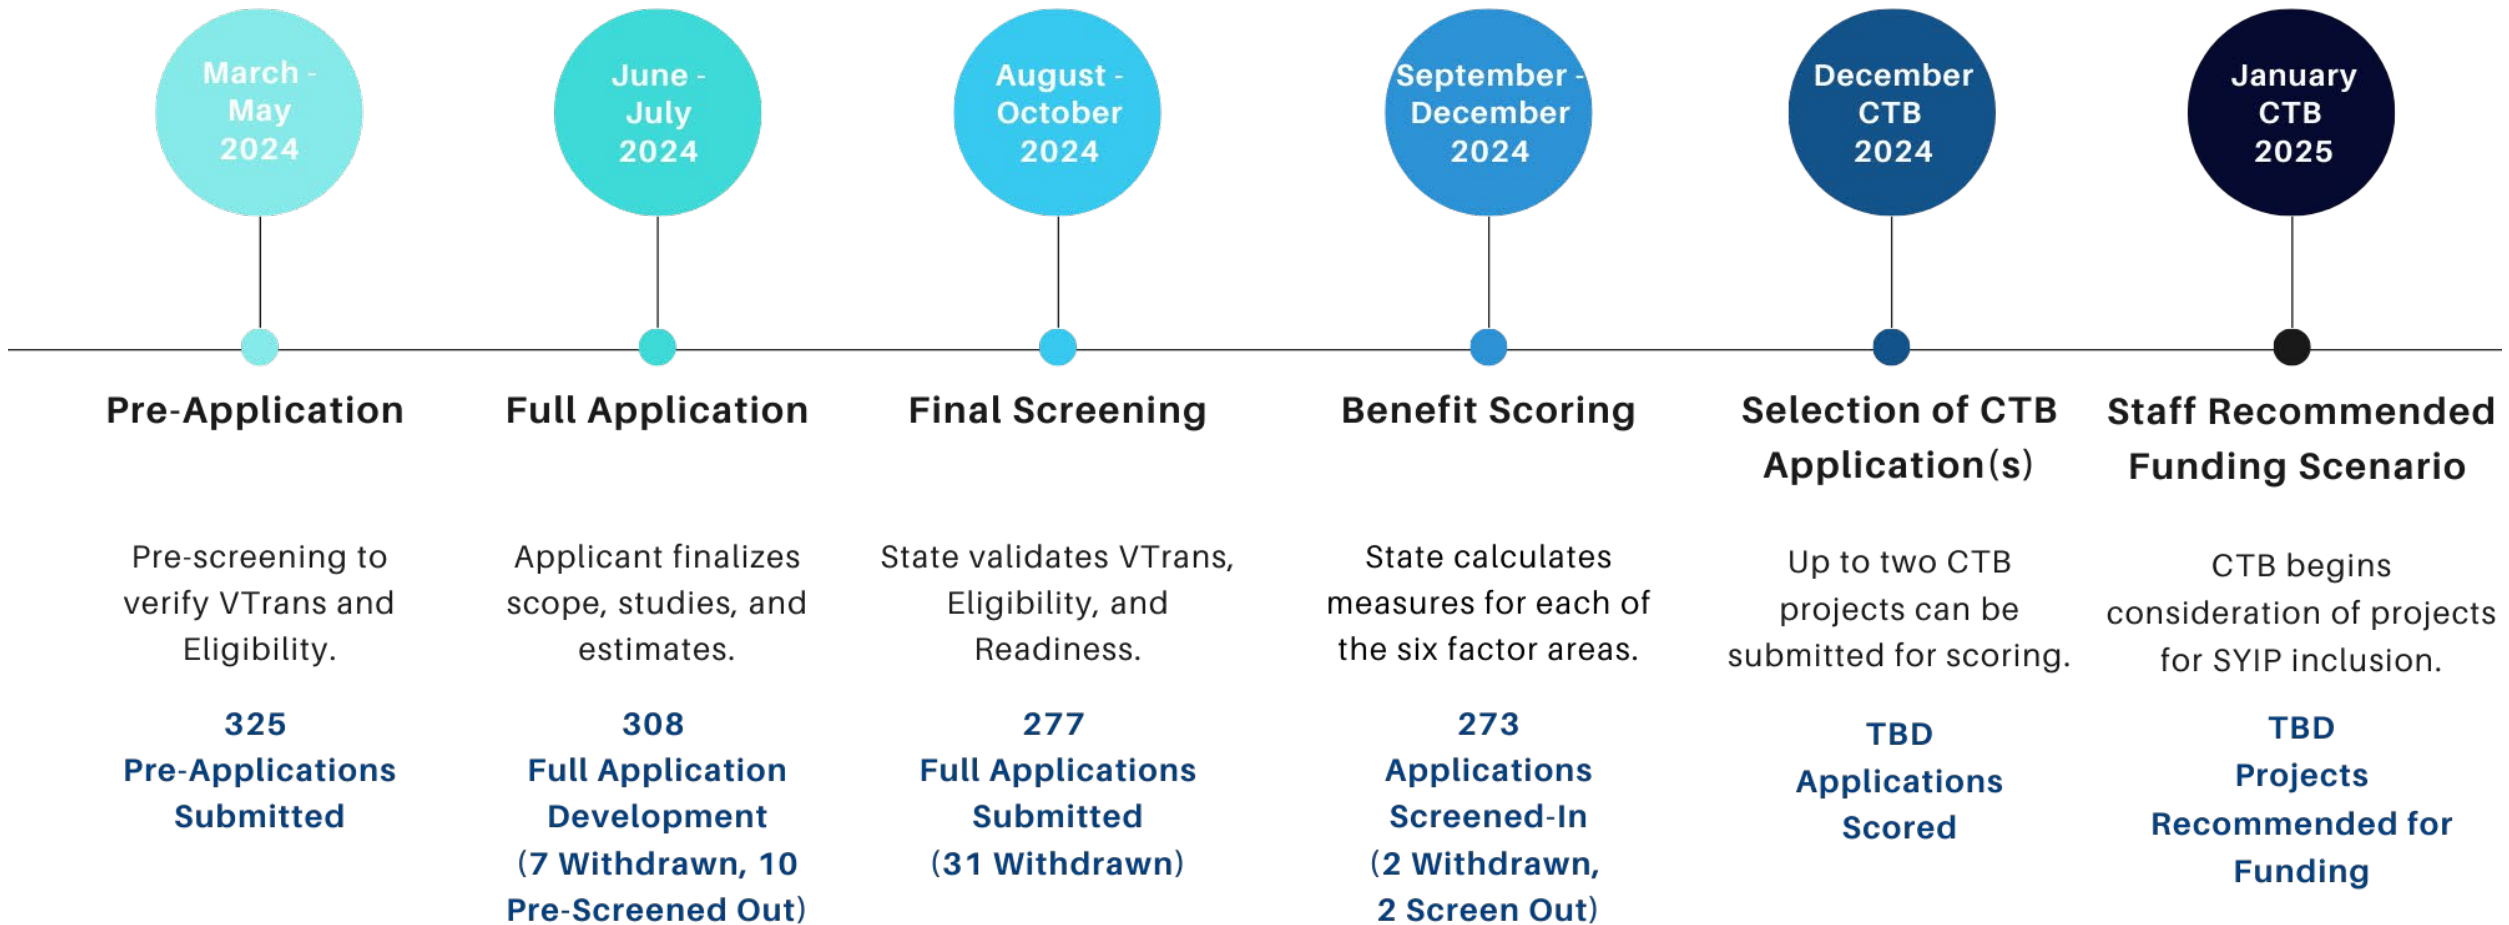 March -
May
2024
June -
July
2024
August -
October
2024
September -
December
2024
December
CTB
2024
January
CTB
2025
Pre-Application
Pre-screening to
verify VTrans and
Eligibility.
325
Pre-Applications
Submitted
Full Application
Applicant finalizes
scope, studies, and
estimates.
308
Full Application
Development
(7 Withdrawn, 10
Pre-Screened Out)
Final Screening
State validates VTrans,
Eligibility, and
Readiness.
277
Full Applications
Submitted
(31 Withdrawn)
Benefit Scoring
State calculates
measures for each of
the six factor areas.
273
Applications
Screened-In
(2 Withdrawn,
2 Screen Out)
Selection of CTB
Application(s)
Up to two CTB
projects can be
submitted for scoring.
TBD
Applications
Scored
Staff Recommended
Funding Scenario
CTB begins
consideration of projects
for SYIP inclusion.
TBD
Projects
Recommended for
Funding